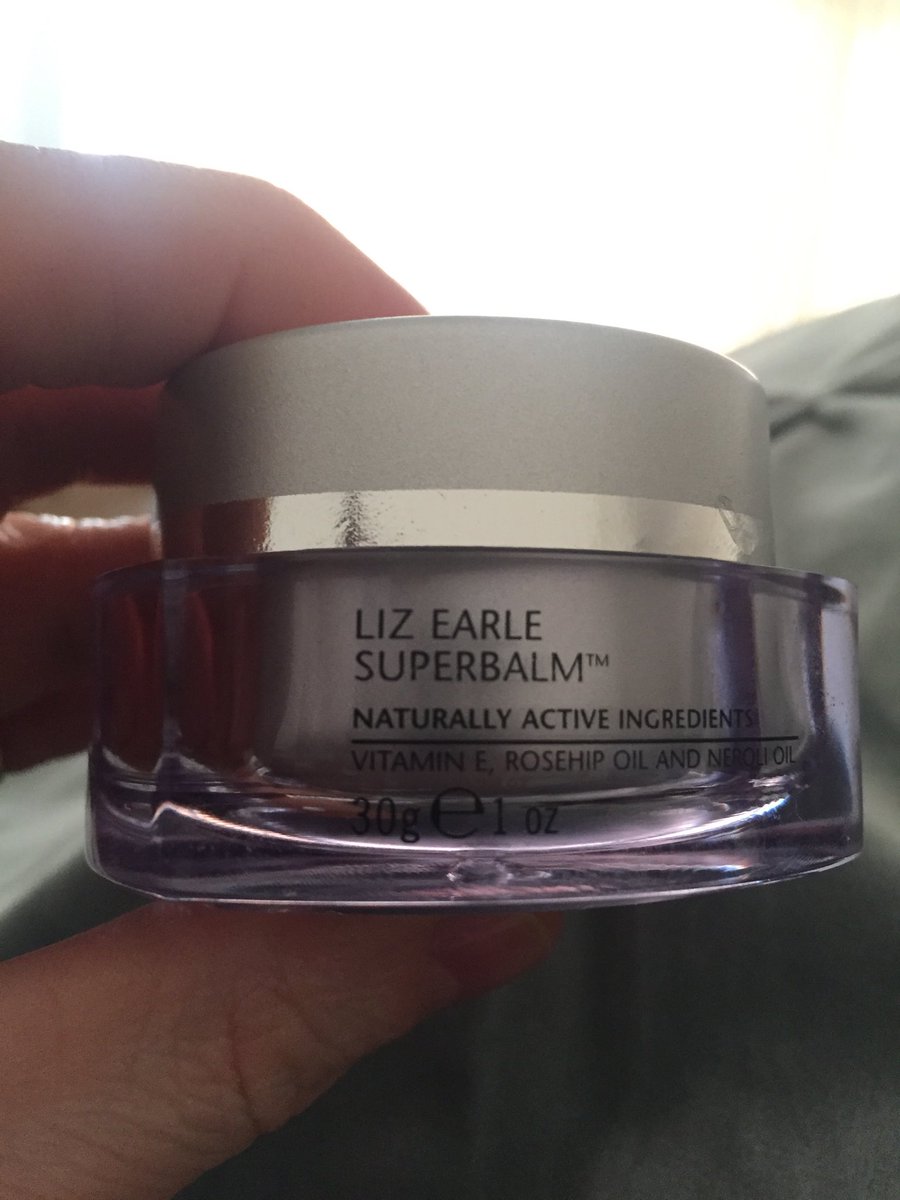 LIZ EARLE
SUPERBALM™
NATURALLY ACTIVE INGREDIENTS
VITAMIN E, ROSEHIP OIL AND NEROLI OIL
30g e 1 oz